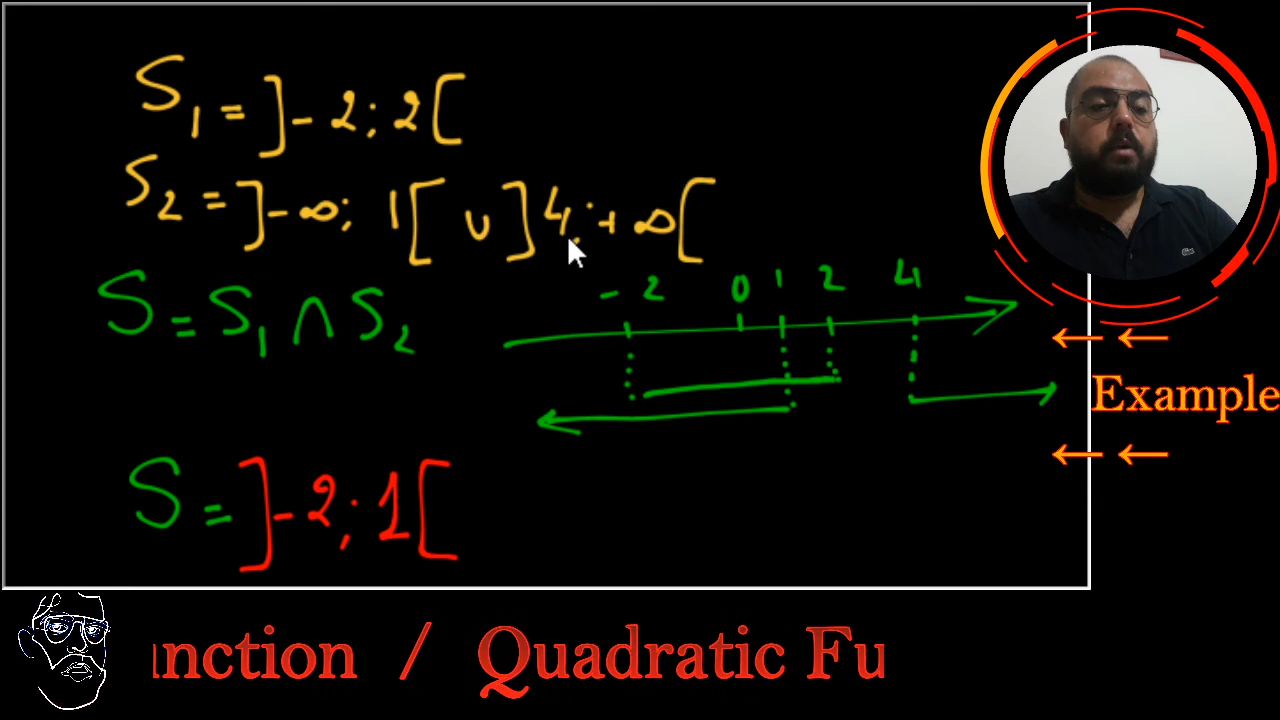 S₁ = ]-2; 2[
S₂ = ]-∞; 1[ ∪ ]4; +∞[
S = S₁ ∩ S₂
-2 0 1 2 4
S = ]-2; 1[
← ←
Example
← ←
nction / Quadratic Fu